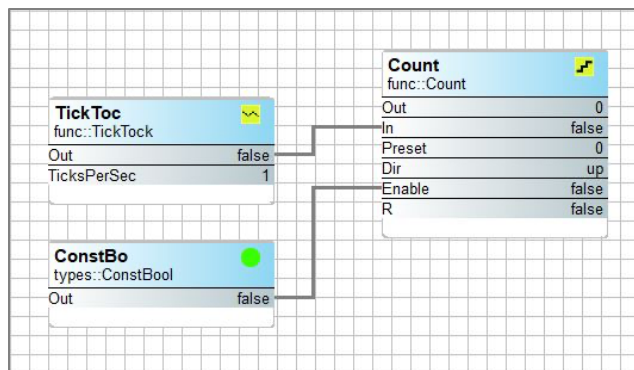 TickToc
func::TickTock
Out false
TicksPerSec 1
ConstBo
types::ConstBool
Out false
Count
func::Count
Out 0
In false
Preset 0
Dir up
Enable false
R false